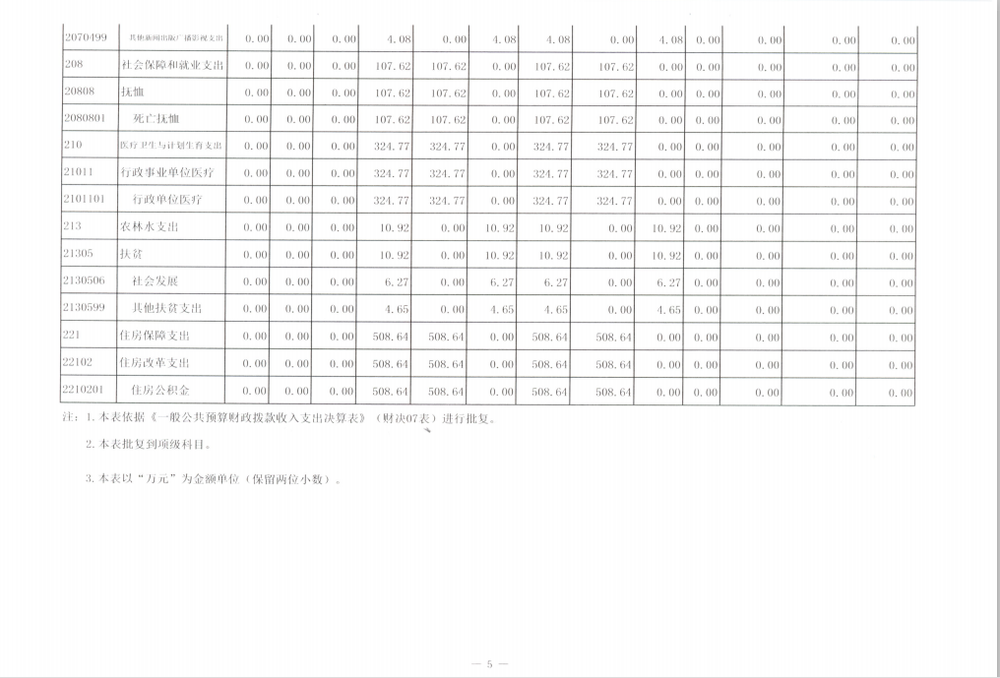 2070499 其他新闻出版广播影视支出 0.00 0.00 0.00 4.08 0.00 4.08 4.08 0.00 4.08 0.00 0.00 0.00 0.00
208 社会保障和就业支出 0.00 0.00 0.00 107.62 107.62 0.00 107.62 107.62 0.00 0.00 0.00 0.00 0.00
20808 抚恤 0.00 0.00 0.00 107.62 107.62 0.00 107.62 107.62 0.00 0.00 0.00 0.00 0.00
2080801 死亡抚恤 0.00 0.00 0.00 107.62 107.62 0.00 107.62 107.62 0.00 0.00 0.00 0.00 0.00
210 医疗卫生与计划生育支出 0.00 0.00 0.00 324.77 324.77 0.00 324.77 324.77 0.00 0.00 0.00 0.00 0.00
21011 行政事业单位医疗 0.00 0.00 0.00 324.77 324.77 0.00 324.77 324.77 0.00 0.00 0.00 0.00 0.00
2101101 行政单位医疗 0.00 0.00 0.00 324.77 324.77 0.00 324.77 324.77 0.00 0.00 0.00 0.00 0.00
213 农林水支出 0.00 0.00 0.00 10.92 0.00 10.92 10.92 0.00 10.92 0.00 0.00 0.00 0.00
21305 扶贫 0.00 0.00 0.00 10.92 0.00 10.92 10.92 0.00 10.92 0.00 0.00 0.00 0.00
2130506 社会发展 0.00 0.00 0.00 6.27 0.00 6.27 6.27 0.00 6.27 0.00 0.00 0.00 0.00
2130599 其他扶贫支出 0.00 0.00 0.00 4.65 0.00 4.65 4.65 0.00 4.65 0.00 0.00 0.00 0.00
221 住房保障支出 0.00 0.00 0.00 508.64 508.64 0.00 508.64 508.64 0.00 0.00 0.00 0.00 0.00
22102 住房改革支出 0.00 0.00 0.00 508.64 508.64 0.00 508.64 508.64 0.00 0.00 0.00 0.00 0.00
2210201 住房公积金 0.00 0.00 0.00 508.64 508.64 0.00 508.64 508.64 0.00 0.00 0.00 0.00 0.00
注：1.本表依据《一般公共预算财政拨款收入支出决算表》（财决07表）进行批复。
2.本表批复到项级科目。
3.本表以“万元”为金额单位（保留两位小数）。
— 5 —